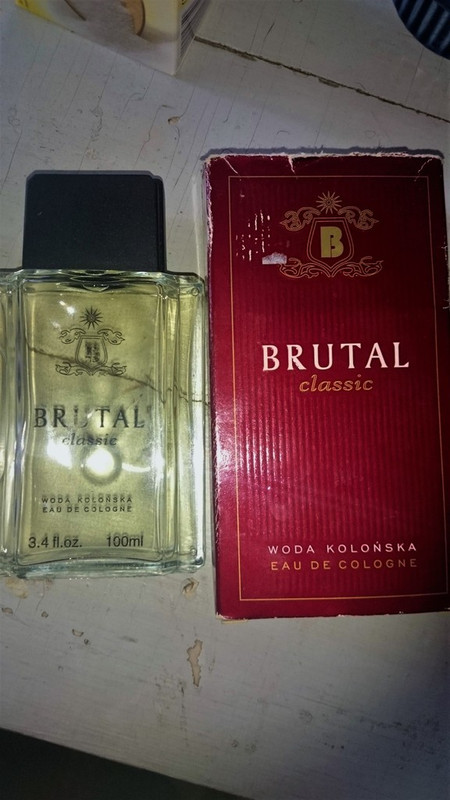 B
BRUTAL
classic
WODA KOLOŃSKA
EAU DE COLOGNE
3.4 fl.oz. 100ml
B
BRUTAL
classic
WODA KOLOŃSKA
EAU DE COLOGNE